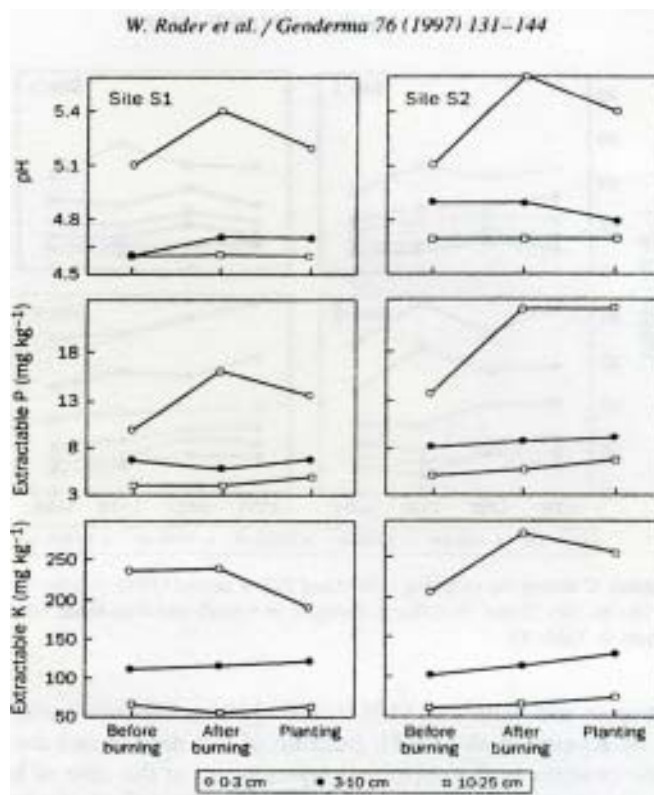 W. Roder et al. / Geoderma 76 (1997) 131–144
Site S1
Site S2
5.4
5.1
4.8
4.5
pH
18
13
8
3
Extractable P (mg kg⁻¹)
250
200
150
100
50
Extractable K (mg kg⁻¹)
Before burning After burning Planting Before burning After burning Planting
0-3 cm 3-10 cm 10-25 cm